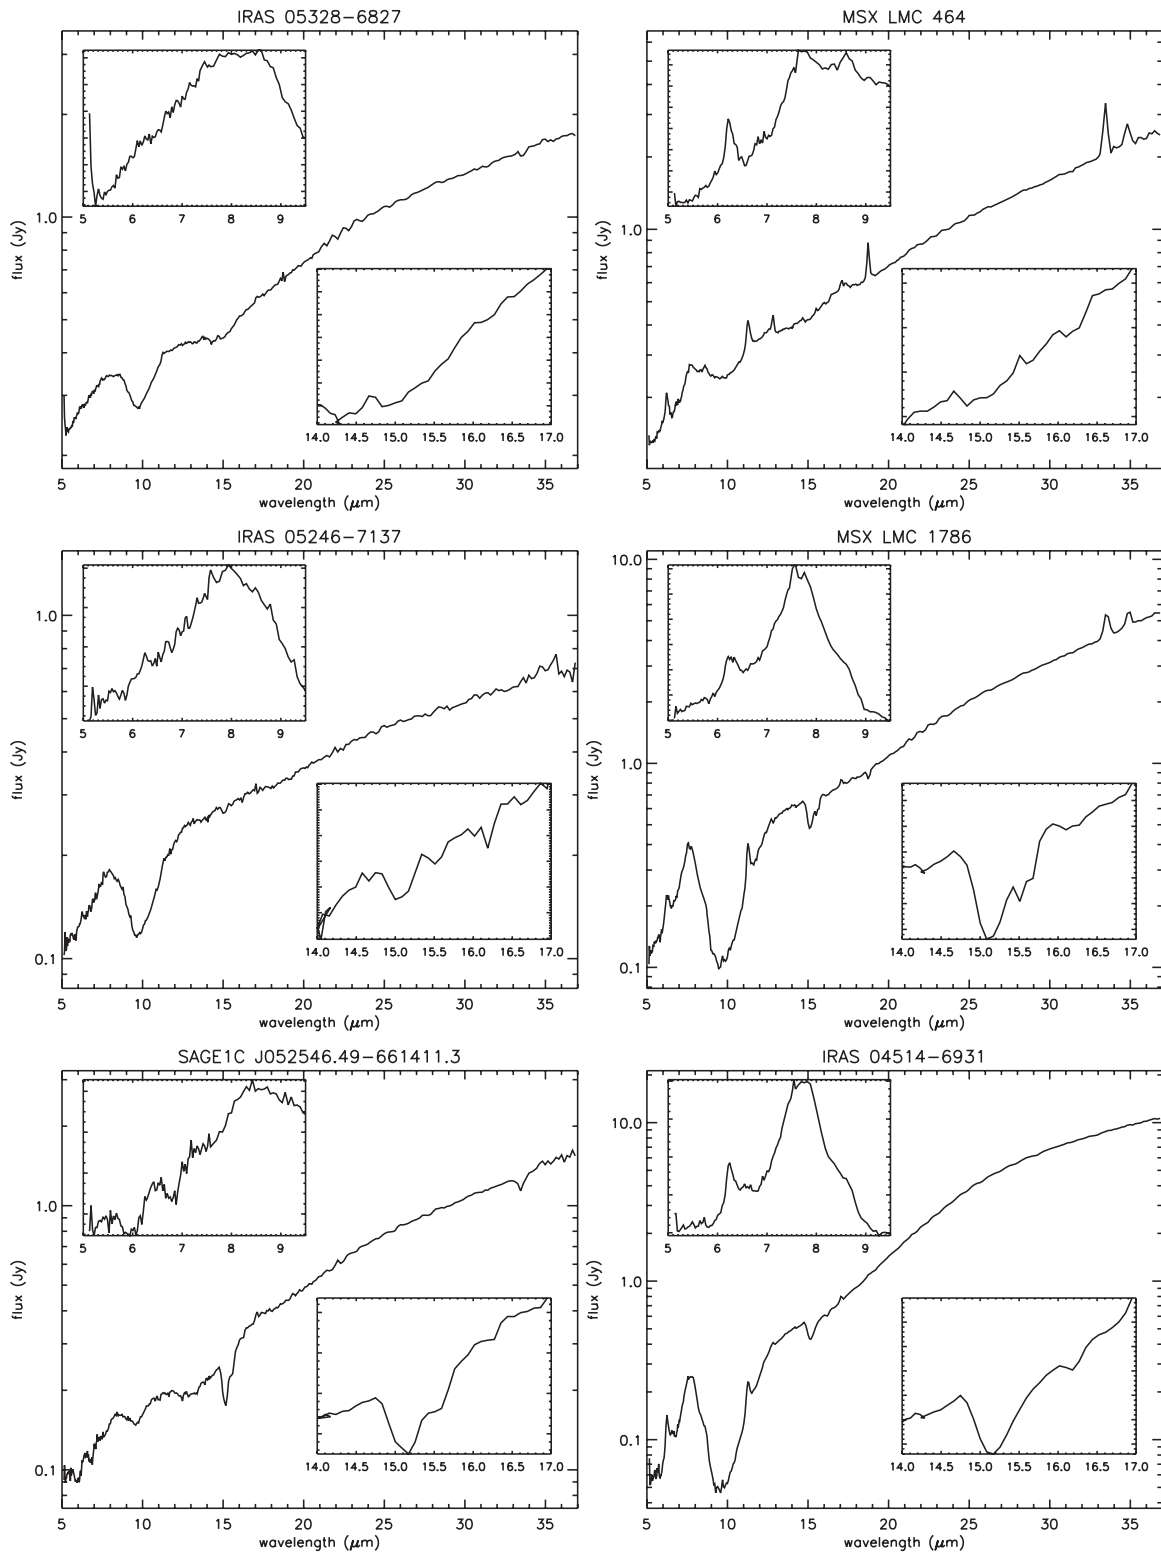 IRAS 05328−6827
flux (Jy)
1.0
5 6 7 8 9
14.0 14.5 15.0 15.5 16.0 16.5 17.0
5 10 15 20 25 30 35
wavelength (μm)
MSX LMC 464
flux (Jy)
1.0
5 6 7 8 9
14.0 14.5 15.0 15.5 16.0 16.5 17.0
5 10 15 20 25 30 35
wavelength (μm)
IRAS 05246−7137
flux (Jy)
1.0
5 6 7 8 9
14.0 14.5 15.0 15.5 16.0 16.5 17.0
0.1
5 10 15 20 25 30 35
wavelength (μm)
MSX LMC 1786
flux (Jy)
10.0
5 6 7 8 9
1.0
14.0 14.5 15.0 15.5 16.0 16.5 17.0
0.1
5 10 15 20 25 30 35
wavelength (μm)
SAGE1C J052546.49−661411.3
flux (Jy)
1.0
5 6 7 8 9
14.0 14.5 15.0 15.5 16.0 16.5 17.0
0.1
5 10 15 20 25 30 35
wavelength (μm)
IRAS 04514−6931
flux (Jy)
10.0
5 6 7 8 9
1.0
0.1
14.0 14.5 15.0 15.5 16.0 16.5 17.0
5 10 15 20 25 30 35
wavelength (μm)